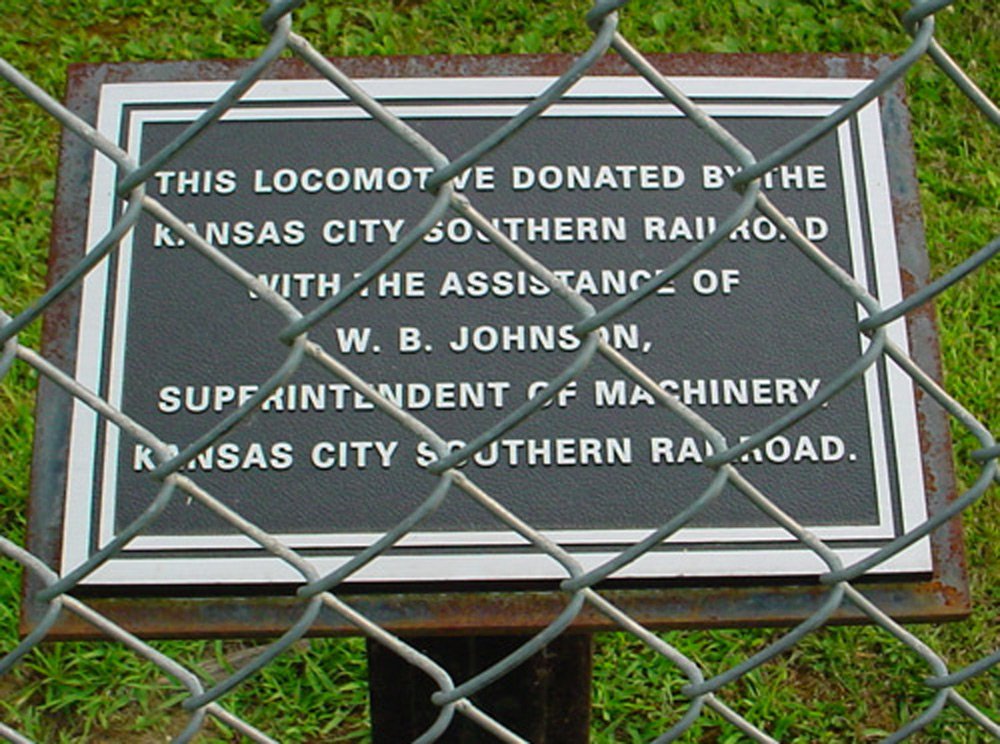 THIS LOCOMOTIVE DONATED BY THE
KANSAS CITY SOUTHERN RAILROAD
WITH THE ASSISTANCE OF
W. B. JOHNSON,
SUPERINTENDENT OF MACHINERY,
KANSAS CITY SOUTHERN RAILROAD.